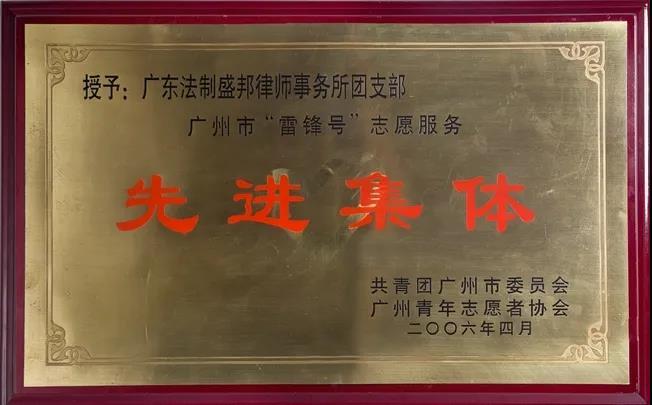 授予：广东法制盛邦律师事务所团支部
广州市“雷锋号”志愿服务
先进集体
共青团广州市委员会
广州青年志愿者协会
二〇〇六年四月